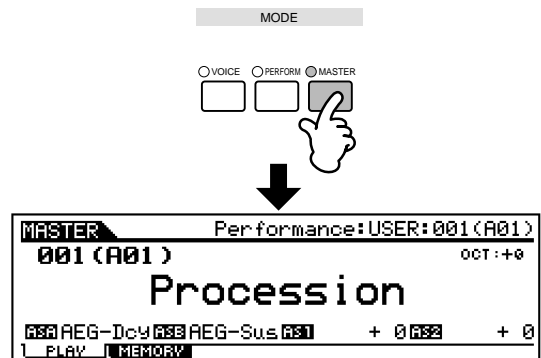 MODE
VOICE PERFORM MASTER
MASTER Performance:USER:001(A01)
001(A01) OCT:+0
Procession
ASA AEG-Dcy ASB AEG-Sus AS1 + 0 AS2 + 0
PLAY MEMORY